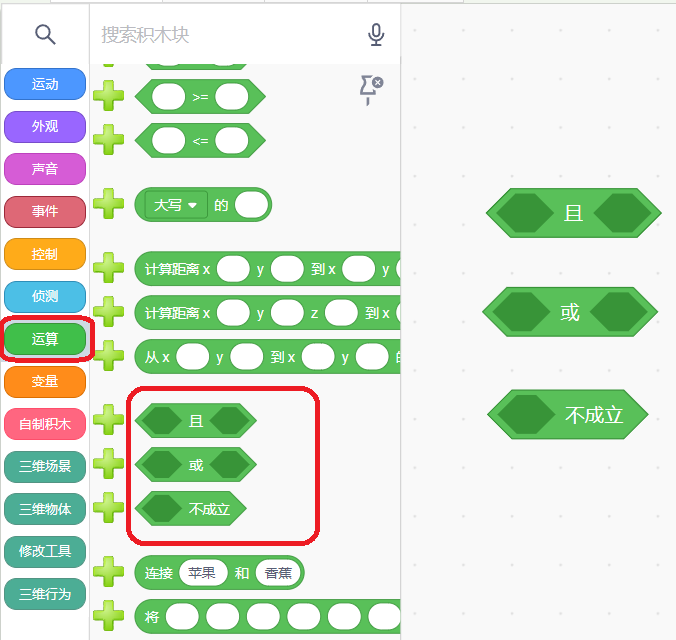 搜索积木块
运动
外观
声音
事件
控制
侦测
运算
变量
自制积木
三维场景
三维物体
修改工具
三维行为
>=
<=
大写 的
计算距离 x y 到 x y
计算距离 x y z 到 x
从 x y 到 x y
且
或
不成立
连接 苹果 和 香蕉
将
且
或
不成立